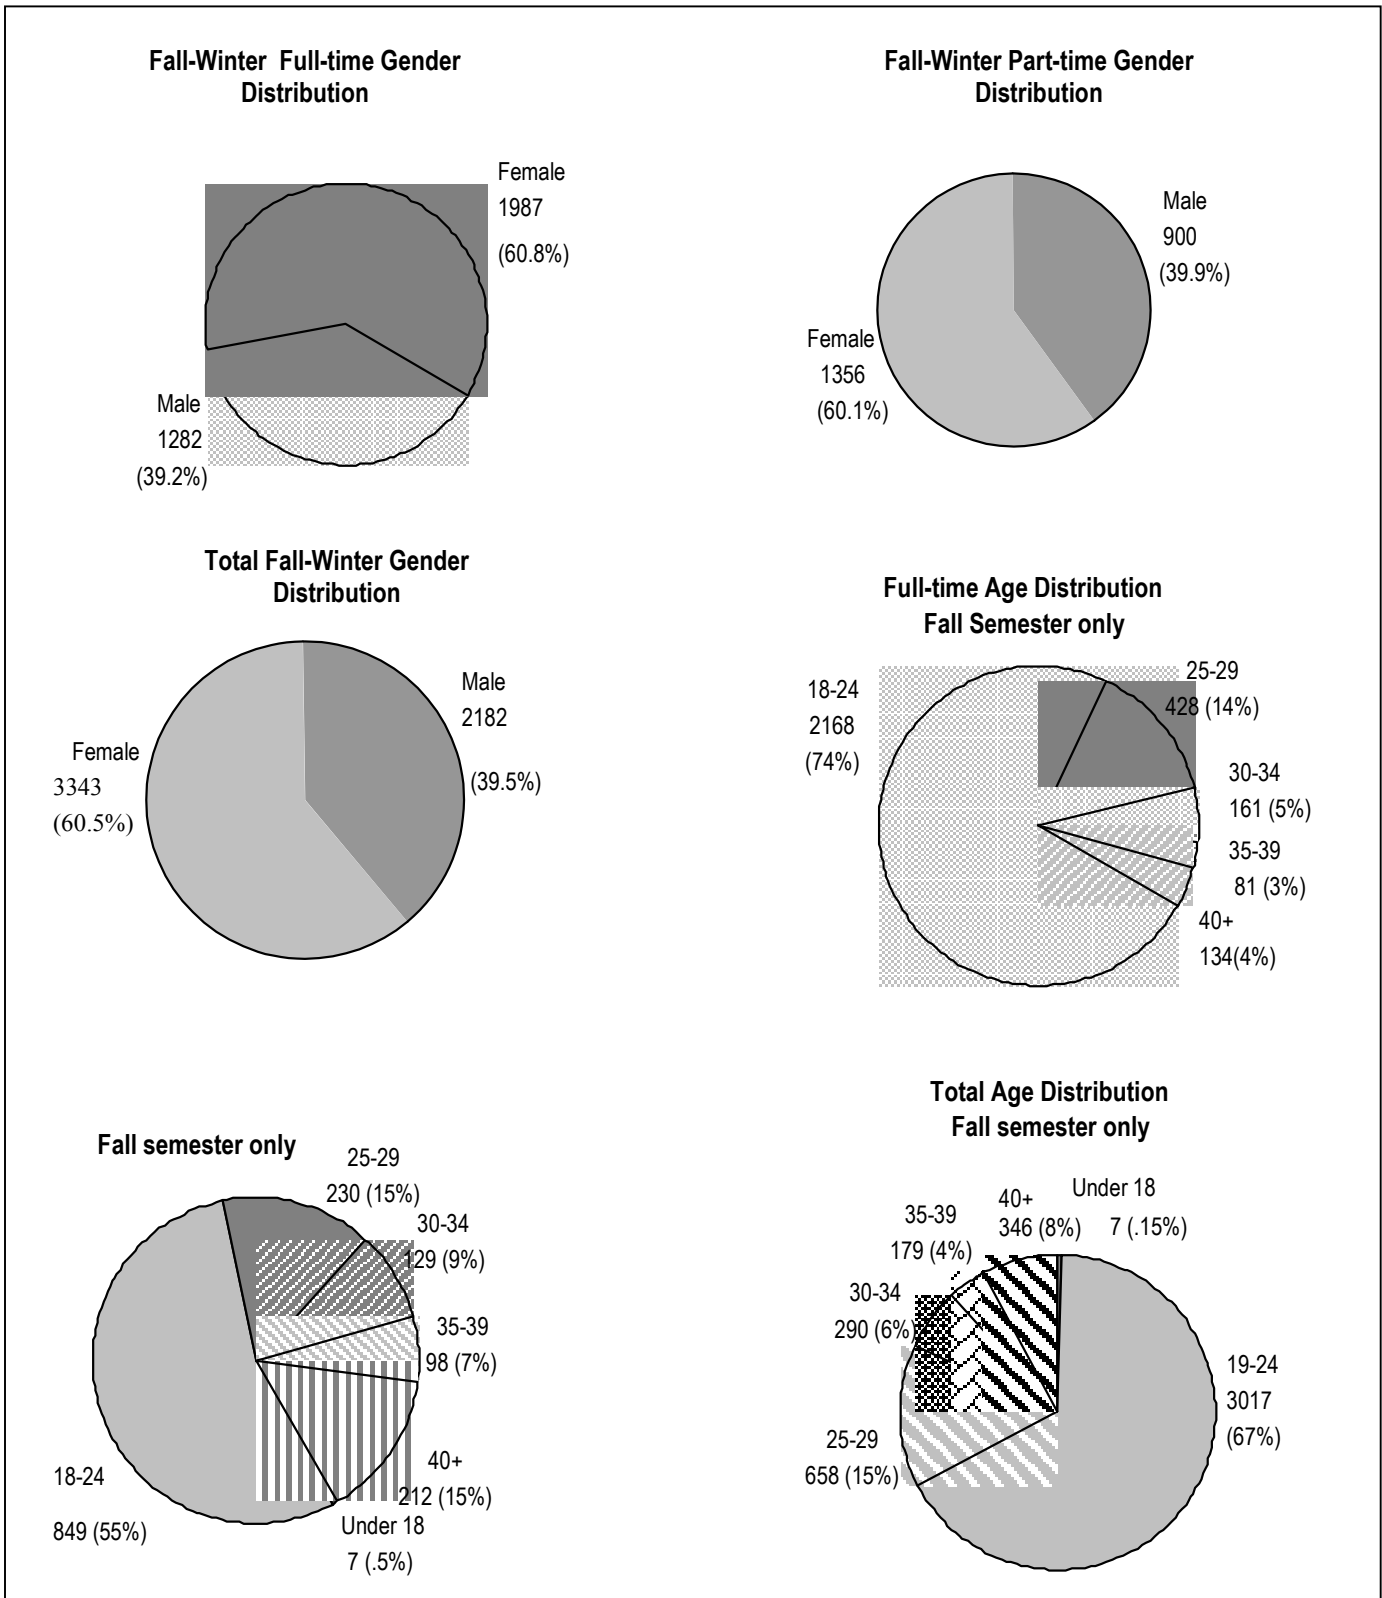 Fall-Winter Full-time Gender
Distribution
Female
1987
(60.8%)
Male
1282
(39.2%)
Fall-Winter Part-time Gender
Distribution
Male
900
(39.9%)
Female
1356
(60.1%)
Total Fall-Winter Gender
Distribution
Male
2182
(39.5%)
Female
3343
(60.5%)
Full-time Age Distribution
Fall Semester only
18-24
2168
(74%)
25-29
428 (14%)
30-34
161 (5%)
35-39
81 (3%)
40+
134(4%)
Fall semester only
25-29
230 (15%)
30-34
129 (9%)
35-39
98 (7%)
40+
212 (15%)
Under 18
7 (.5%)
18-24
849 (55%)
Total Age Distribution
Fall semester only
Under 18
7 (.15%)
40+
346 (8%)
35-39
179 (4%)
30-34
290 (6%)
25-29
658 (15%)
19-24
3017
(67%)